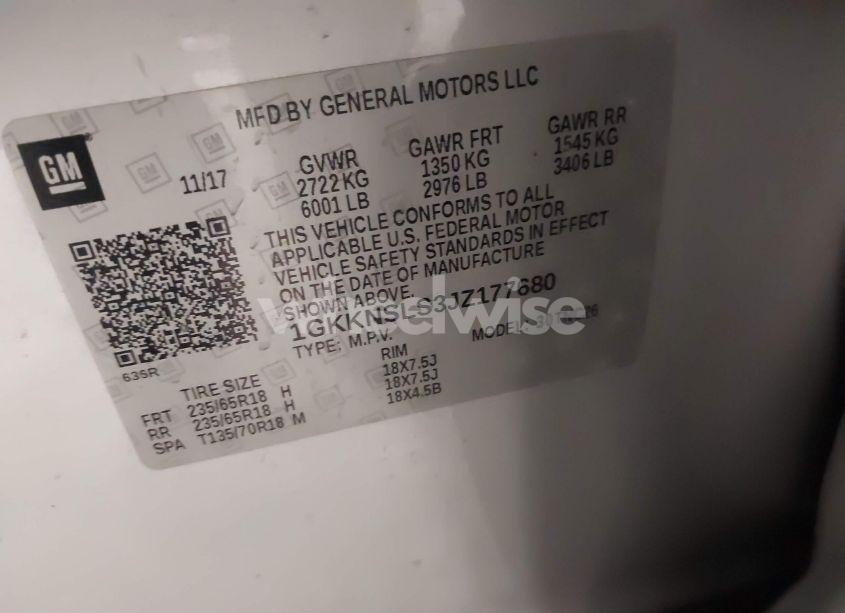 MFD BY GENERAL MOTORS LLC
GM
11/17
GVWR
2722 KG
6001 LB
GAWR FRT
1350 KG
2976 LB
GAWR RR
1545 KG
3406 LB
THIS VEHICLE CONFORMS TO ALL
APPLICABLE U.S. FEDERAL MOTOR
VEHICLE SAFETY STANDARDS IN EFFECT
ON THE DATE OF MANUFACTURE
SHOWN ABOVE.
1GKKNSLS3JZ177680
TYPE: M.P.V. MODEL:
63SR
TIRE SIZE RIM
FRT 235/65R18 H 18X7.5J
RR 235/65R18 H 18X7.5J
SPA T135/70R18 M 18X4.5B